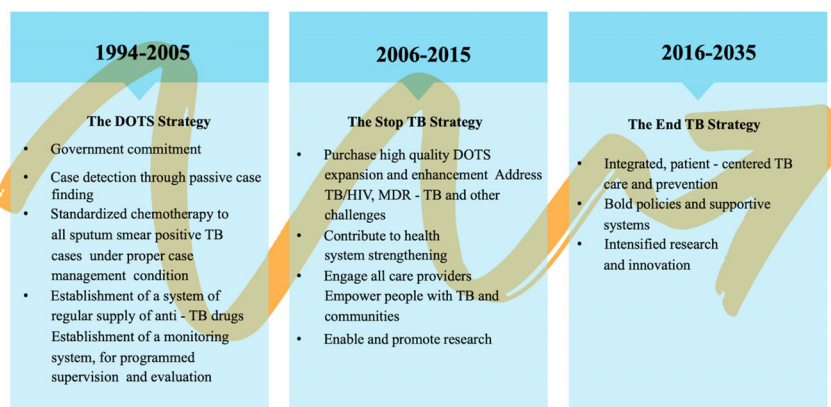 1994-2005
The DOTS Strategy
• Government commitment
• Case detection through passive case
finding
• Standardized chemotherapy to
all sputum smear positive TB
cases under proper case
management condition
• Establishment of a system of
regular supply of anti - TB drugs
Establishment of a monitoring
system, for programmed
supervision and evaluation
2006-2015
The Stop TB Strategy
• Purchase high quality DOTS
expansion and enhancement Address
TB/HIV, MDR - TB and other
challenges
• Contribute to health
system strengthening
• Engage all care providers
Empower people with TB and
communities
• Enable and promote research
2016-2035
The End TB Strategy
• Integrated, patient - centered TB
care and prevention
• Bold policies and supportive
systems
• Intensified research
and innovation